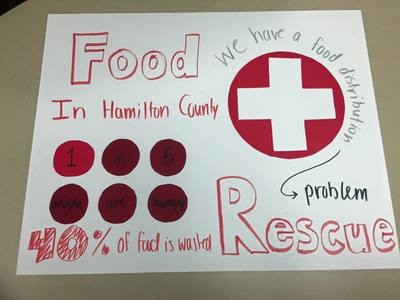 Food
We have a food distribution
problem
In Hamilton County
1 in 6
people are hungry
Rescue
40% of food is wasted